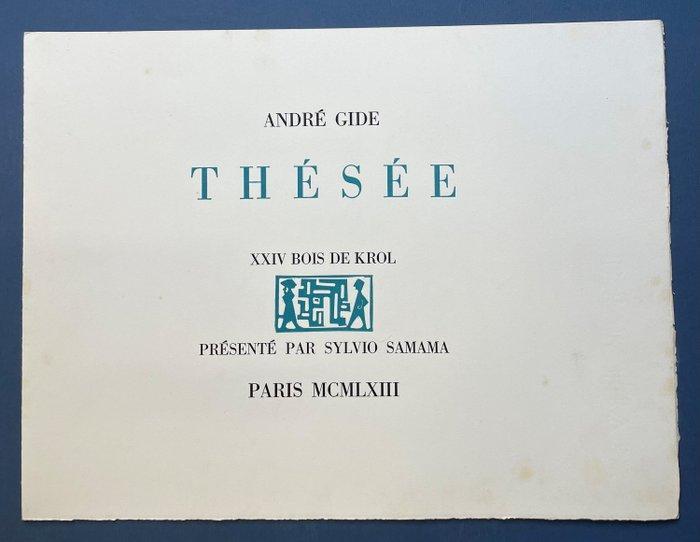 ANDRÉ GIDE
THÉSÉE
XXIV BOIS DE KROL
PRÉSENTÉ PAR SYLVIO SAMAMA
PARIS MCMLXIII